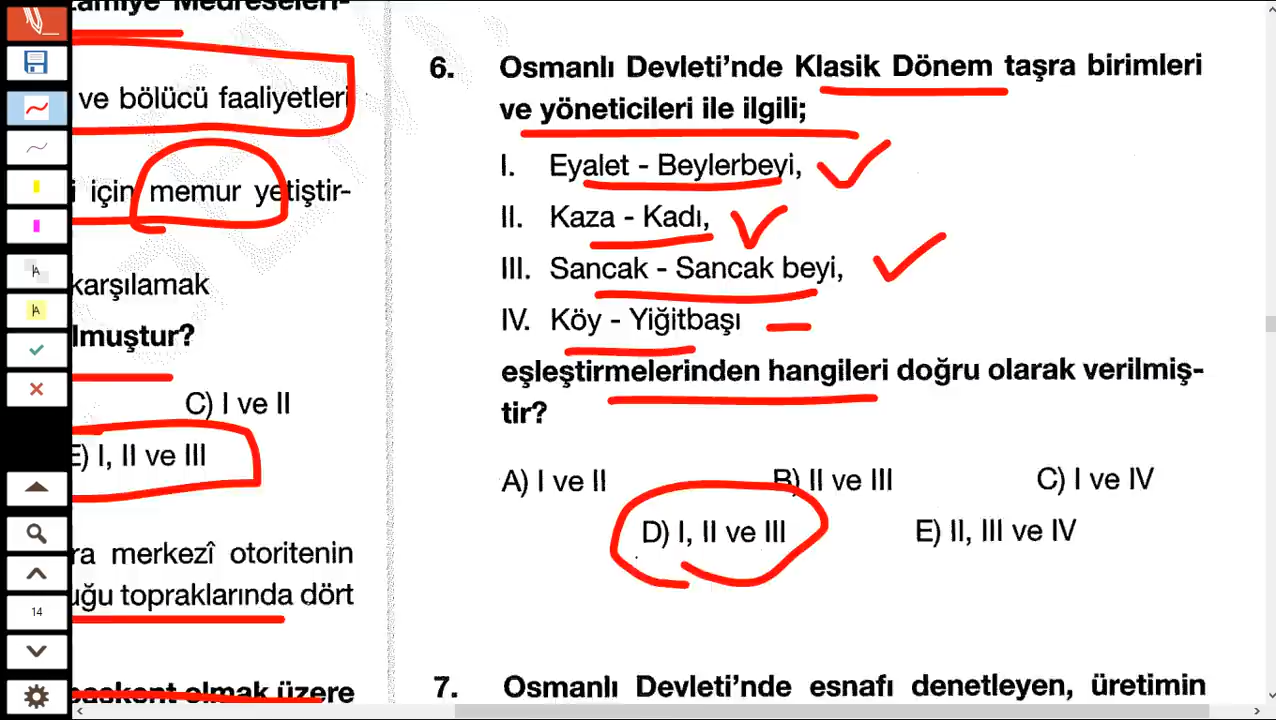 zamiye Medreseleri-
ve bölücü faaliyetleri
i için memur yetiştir-
karşılamak
lmuştur?
C) I ve II
E) I, II ve III
ra merkezî otoritenin
uğu topraklarında dört
başkent olmak üzere
6. Osmanlı Devleti'nde Klasik Dönem taşra birimleri
ve yöneticileri ile ilgili;
I. Eyalet - Beylerbeyi,
II. Kaza - Kadı,
III. Sancak - Sancak beyi,
IV. Köy - Yiğitbaşı
eşleştirmelerinden hangileri doğru olarak verilmiş-
tir?
A) I ve II B) II ve III C) I ve IV
D) I, II ve III E) II, III ve IV
7. Osmanlı Devleti'nde esnafı denetleyen, üretimin
14